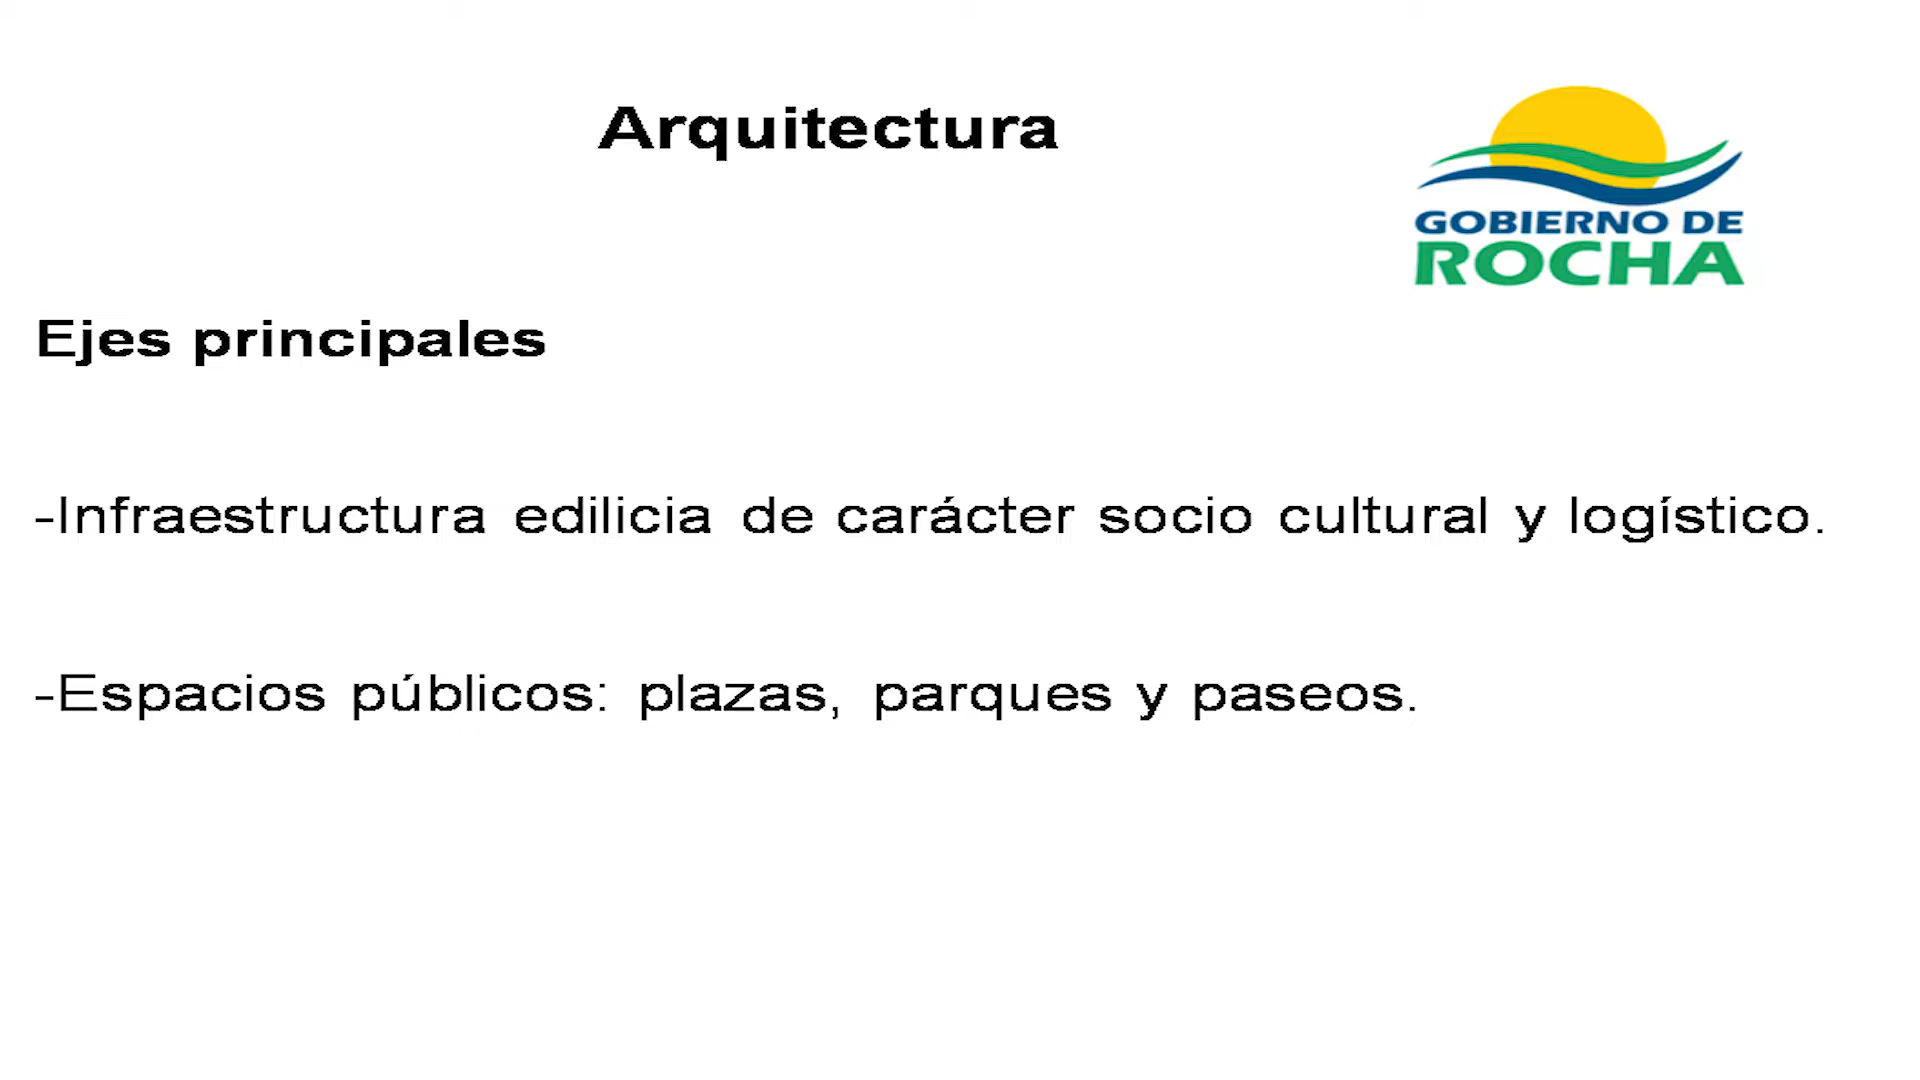 Arquitectura
GOBIERNO DE
ROCHA
Ejes principales
-Infraestructura edilicia de carácter socio cultural y logístico.
-Espacios públicos: plazas, parques y paseos.